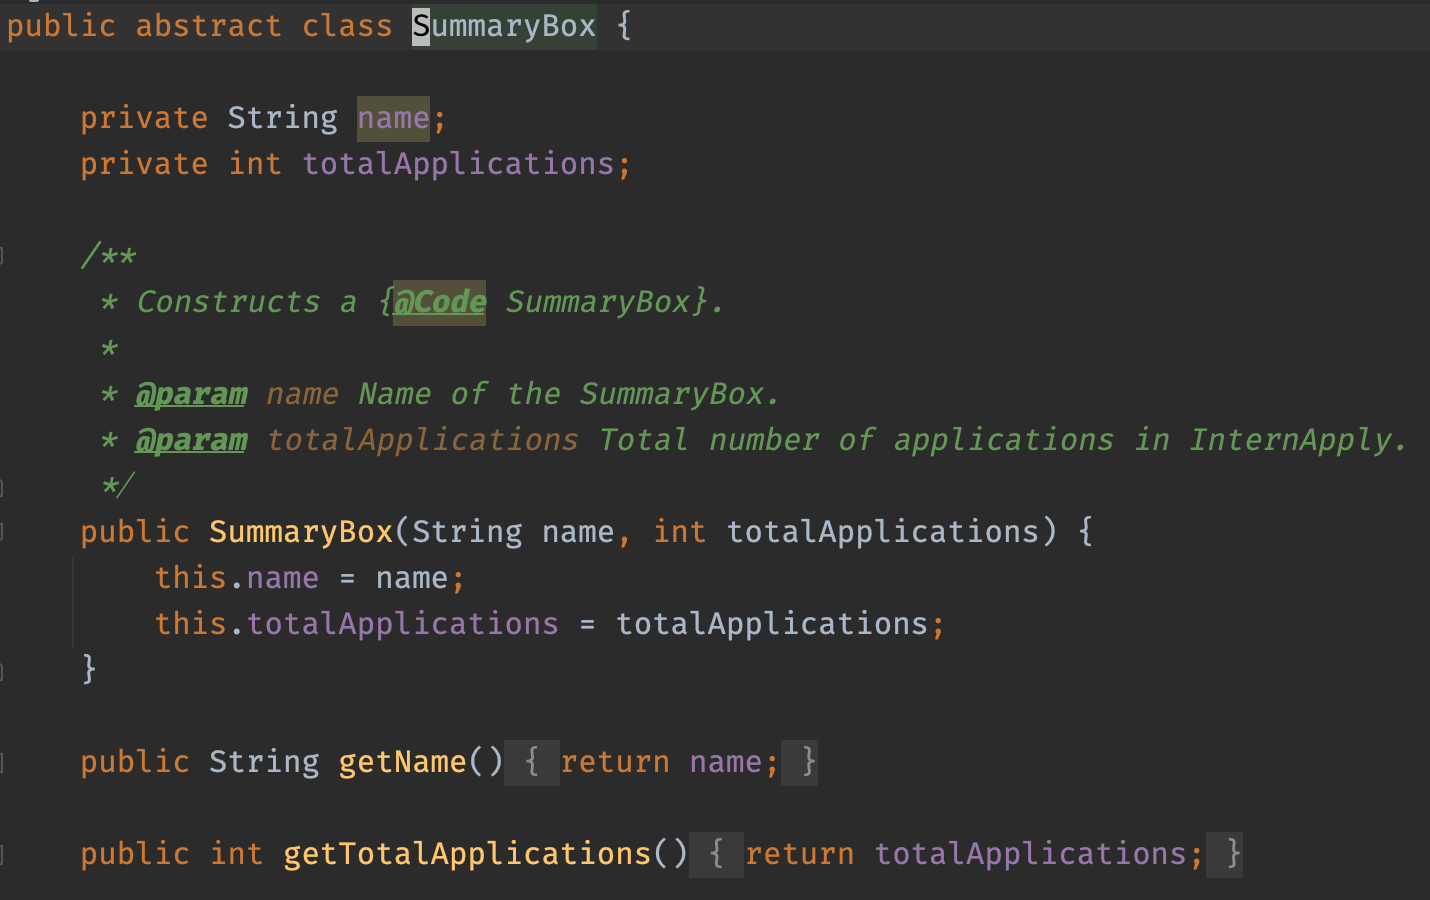 public abstract class SummaryBox {
private String name;
private int totalApplications;
/**
* Constructs a {@Code SummaryBox}.
*
* @param name Name of the SummaryBox.
* @param totalApplications Total number of applications in InternApply.
*/
public SummaryBox(String name, int totalApplications) {
this.name = name;
this.totalApplications = totalApplications;
}
public String getName() { return name; }
public int getTotalApplications() { return totalApplications; }